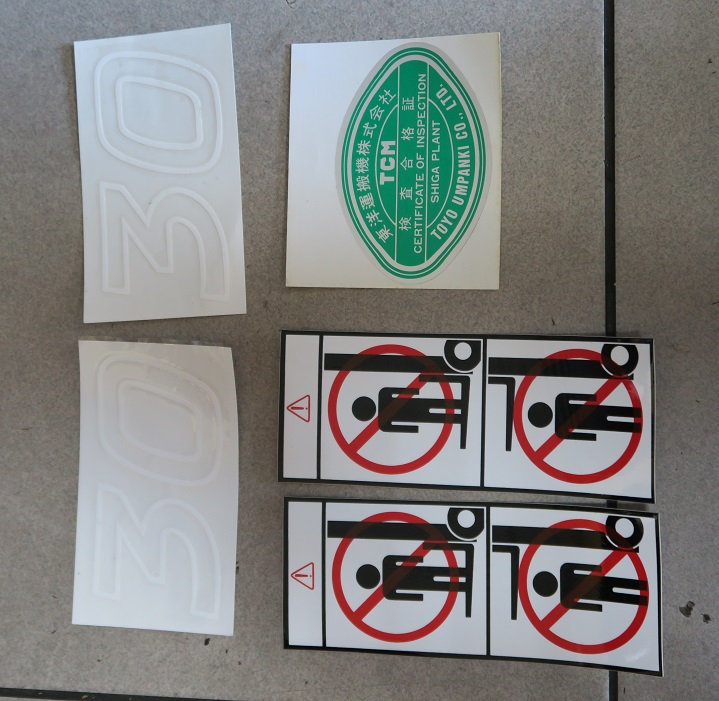 30
東洋運搬機株式会社
TCM
検査合格証
CERTIFICATE OF INSPECTION
SHIGA PLANT
TOYO UMPANKI CO., LTD.
30
!
!